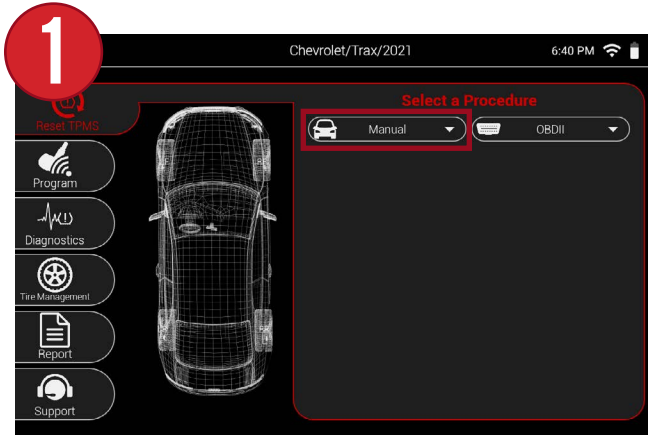 1
Chevrolet/Trax/2021
6:40 PM
Select a Procedure
Manual
OBDII
Reset TPMS
Program
Diagnostics
Tire Management
Report
Support